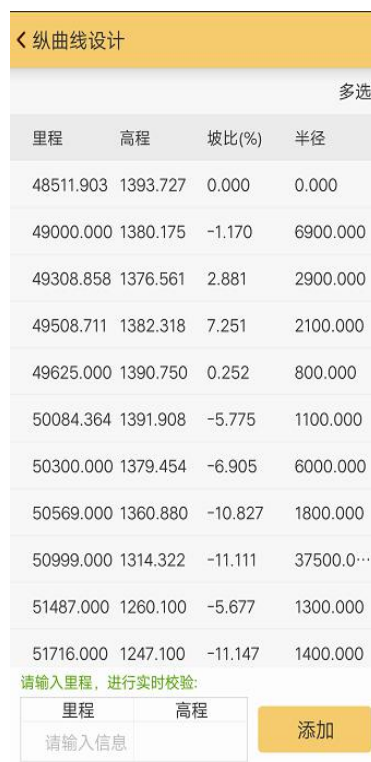 纵曲线设计
多选
里程 高程 坡比(%) 半径
48511.903 1393.727 0.000 0.000
49000.000 1380.175 -1.170 6900.000
49308.858 1376.561 2.881 2900.000
49508.711 1382.318 7.251 2100.000
49625.000 1390.750 0.252 800.000
50084.364 1391.908 -5.775 1100.000
50300.000 1379.454 -6.905 6000.000
50569.000 1360.880 -10.827 1800.000
50999.000 1314.322 -11.111 37500.0…
51487.000 1260.100 -5.677 1300.000
51716.000 1247.100 -11.147 1400.000
请输入里程，进行实时校验:
里程 高程
请输入信息
添加